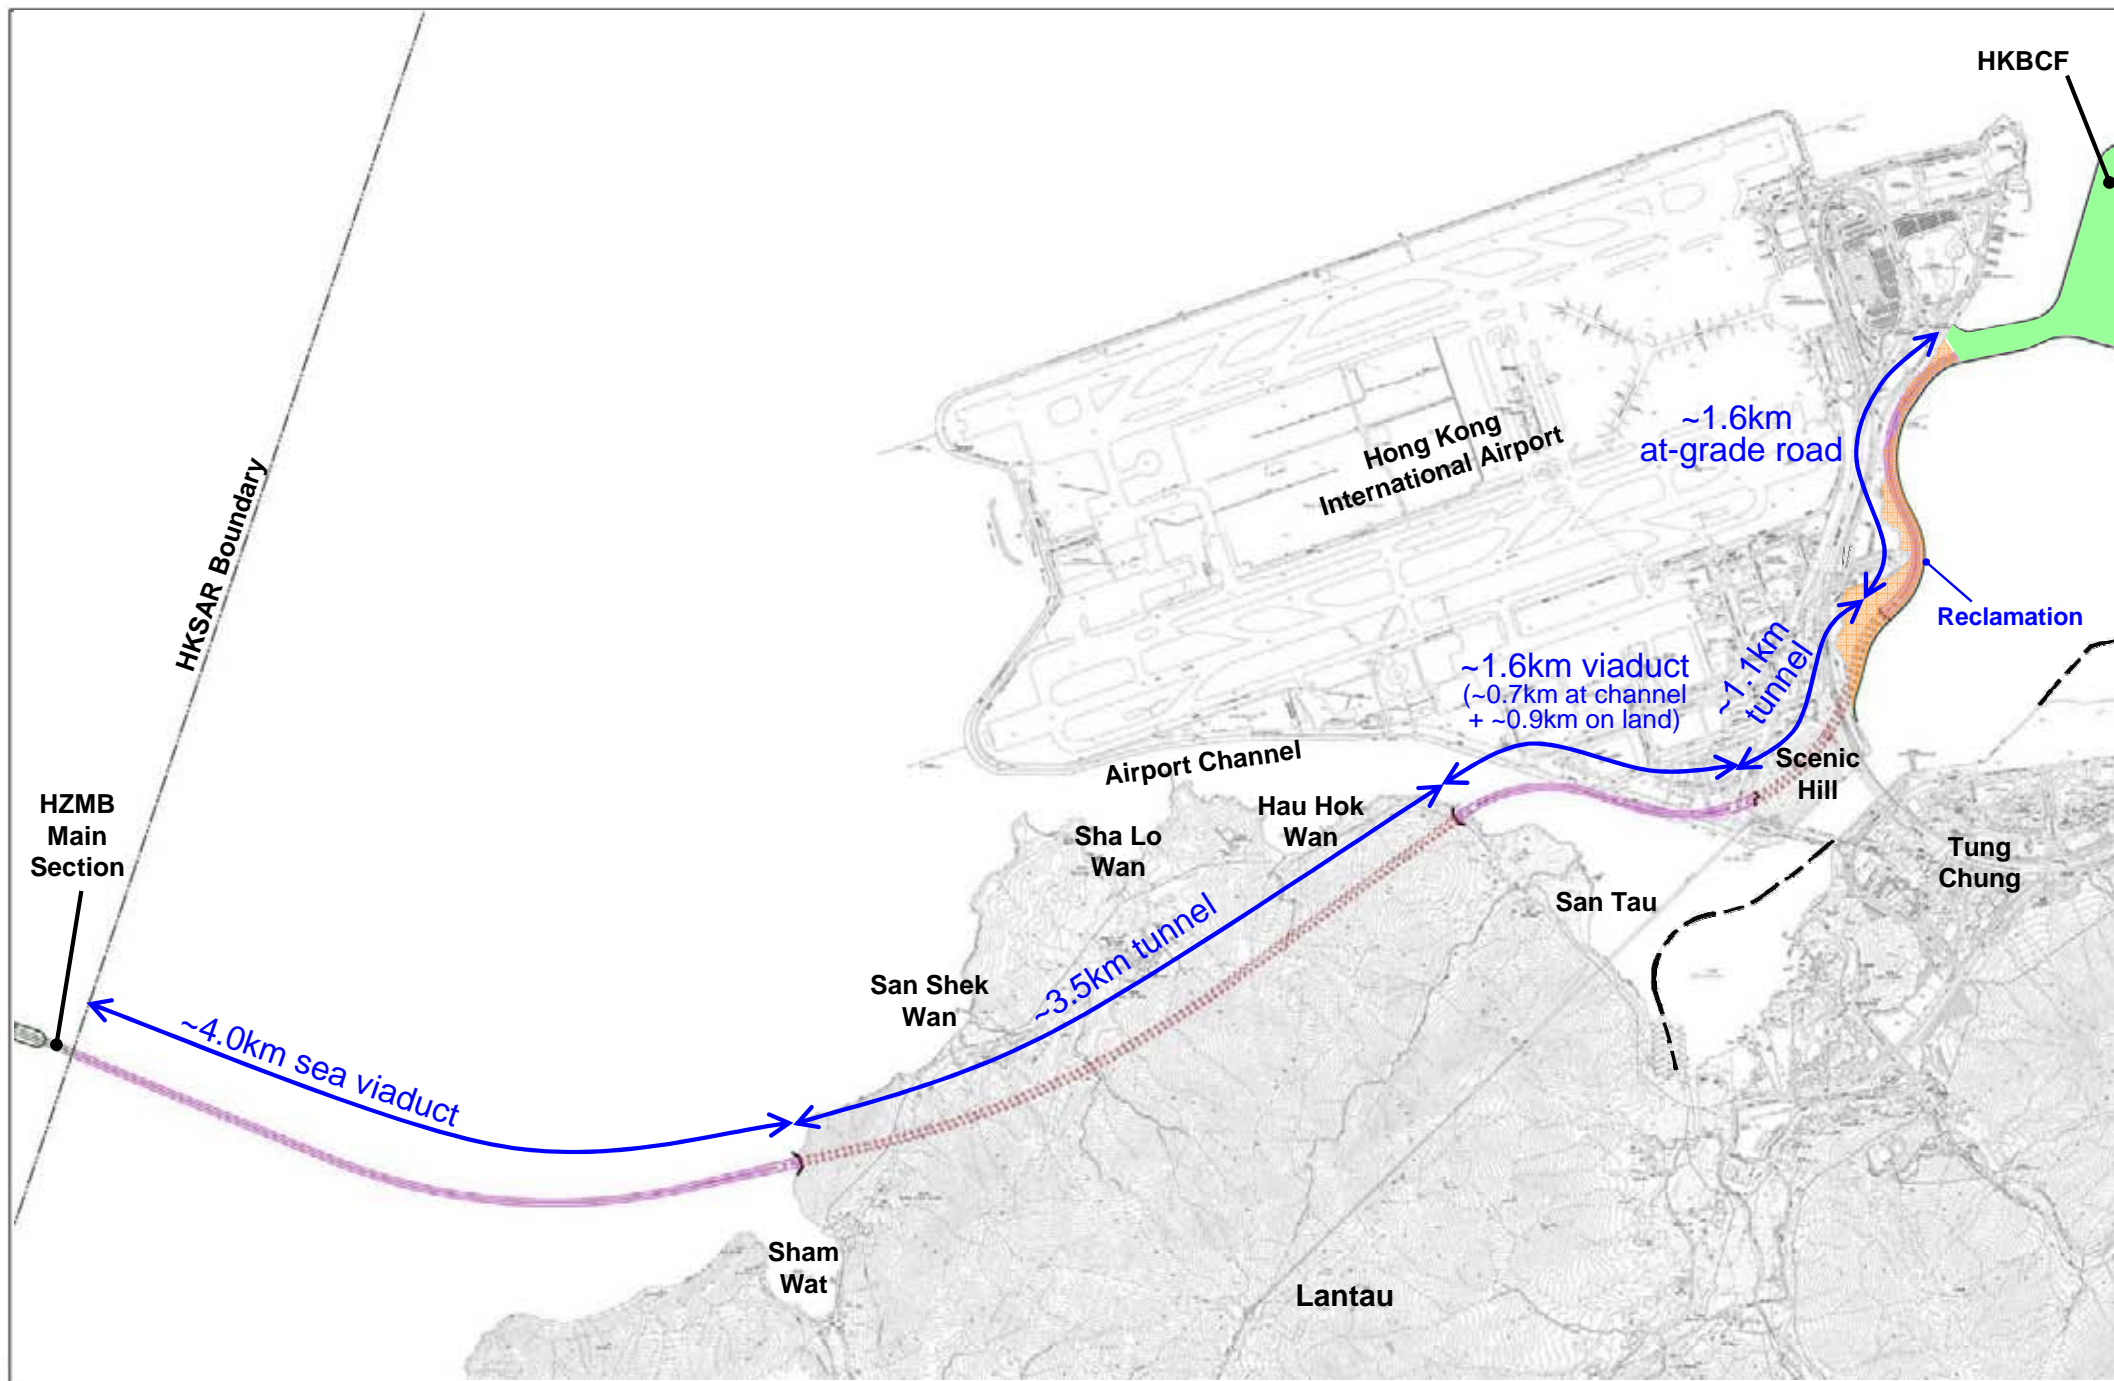 HKBCF
~1.6km
at-grade road
Hong Kong
International Airport
HKSAR Boundary
Reclamation
~1.1km
tunnel
~1.6km viaduct
(~0.7km at channel
+ ~0.9km on land)
Airport Channel
Scenic
Hill
HZMB
Main
Section
Hau Hok
Wan
Sha Lo
Wan
Tung
Chung
San Tau
~3.5km tunnel
San Shek
Wan
~4.0km sea viaduct
Sham
Wat
Lantau